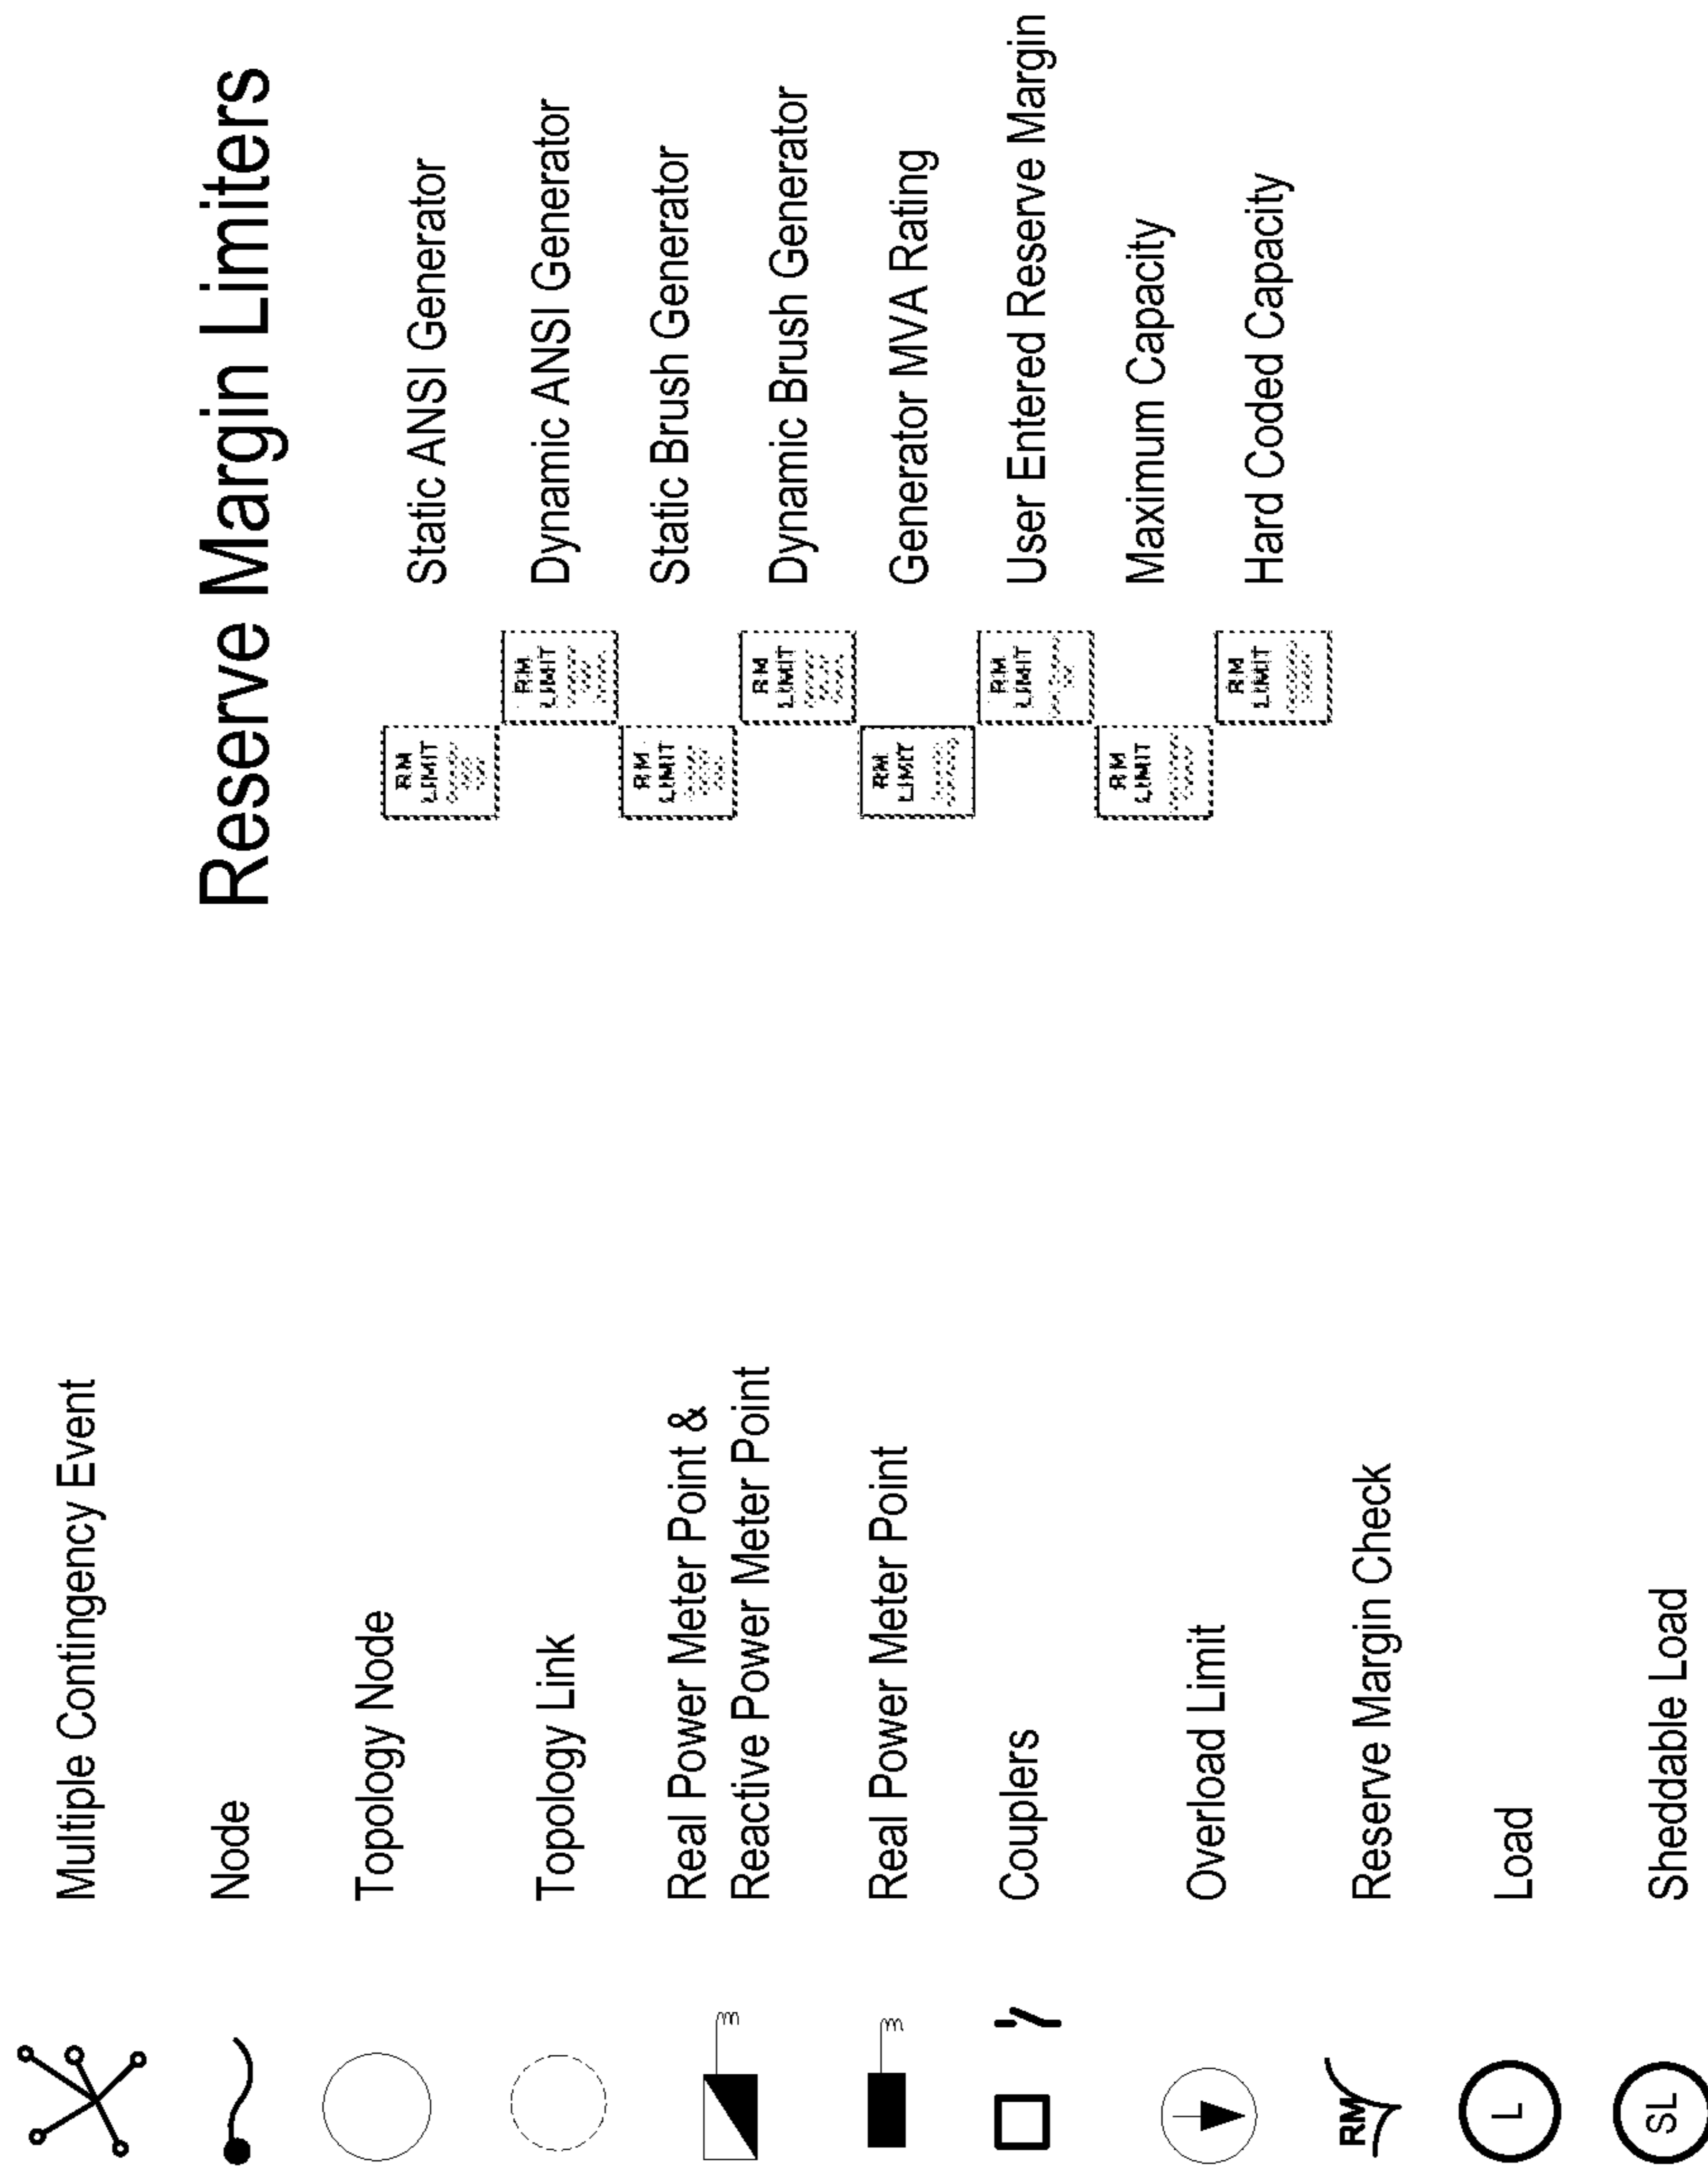 Multiple Contingency Event
Node
Topology Node
Topology Link
Real Power Meter Point &
Reactive Power Meter Point
Real Power Meter Point
Couplers
Overload Limit
RM
Reserve Margin Check
L
Load
SL
Sheddable Load
Reserve Margin Limiters
RM
LIMIT
Static ANSI Generator
RM
LIMIT
Dynamic ANSI Generator
RM
LIMIT
Static Brush Generator
RM
LIMIT
Dynamic Brush Generator
RM
LIMIT
Generator MVA Rating
RM
LIMIT
User Entered Reserve Margin
RM
LIMIT
Maximum Capacity
RM
LIMIT
Hard Coded Capacity